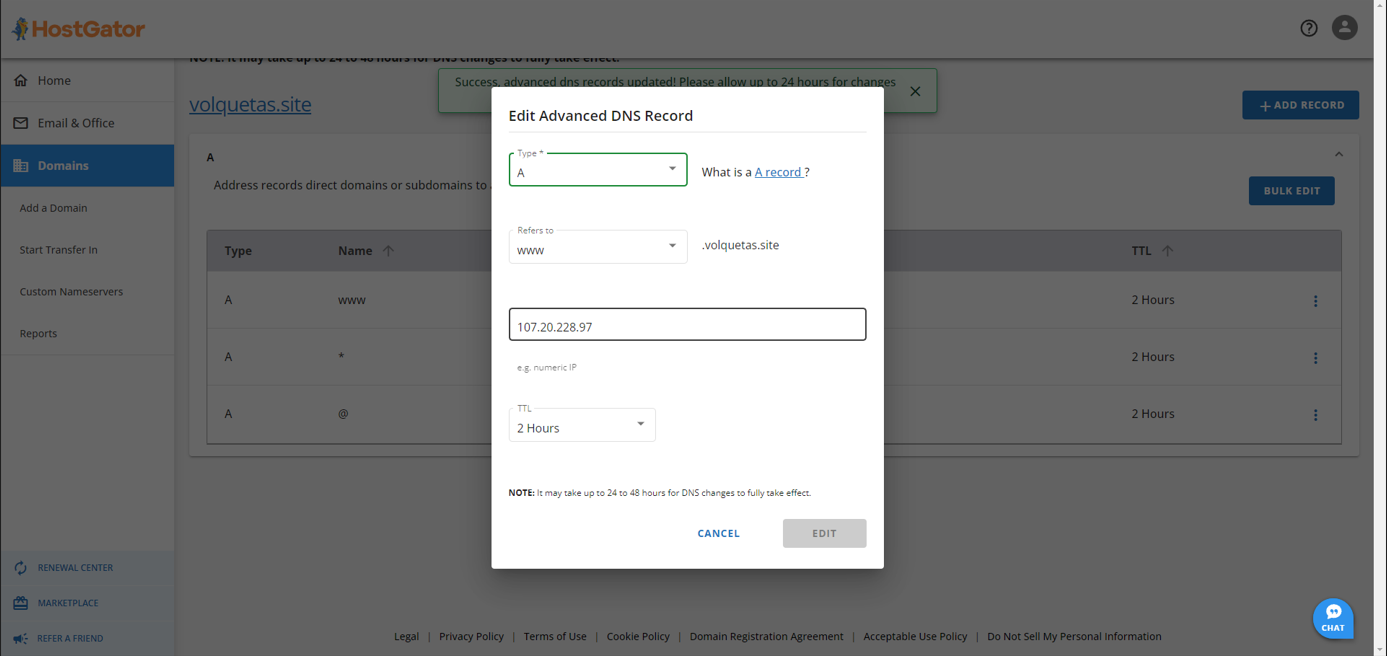 HostGator
NOTE: It may take up to 24 to 48 hours for DNS changes to fully take effect.
Success, advanced dns records updated! Please allow up to 24 hours for changes
Home
Email & Office
Domains
Add a Domain
Start Transfer In
Custom Nameservers
Reports
RENEWAL CENTER
MARKETPLACE
REFER A FRIEND
volquetas.site
ADD RECORD
A
Address records direct domains or subdomains to
BULK EDIT
Type Name TTL
A www 2 Hours
A * 2 Hours
A @ 2 Hours
Edit Advanced DNS Record
Type *
A
What is a A record ?
Refers to
www
.volquetas.site
107.20.228.97
e.g. numeric IP
TTL
2 Hours
NOTE: It may take up to 24 to 48 hours for DNS changes to fully take effect.
CANCEL
EDIT
CHAT
Legal | Privacy Policy | Terms of Use | Cookie Policy | Domain Registration Agreement | Acceptable Use Policy | Do Not Sell My Personal Information